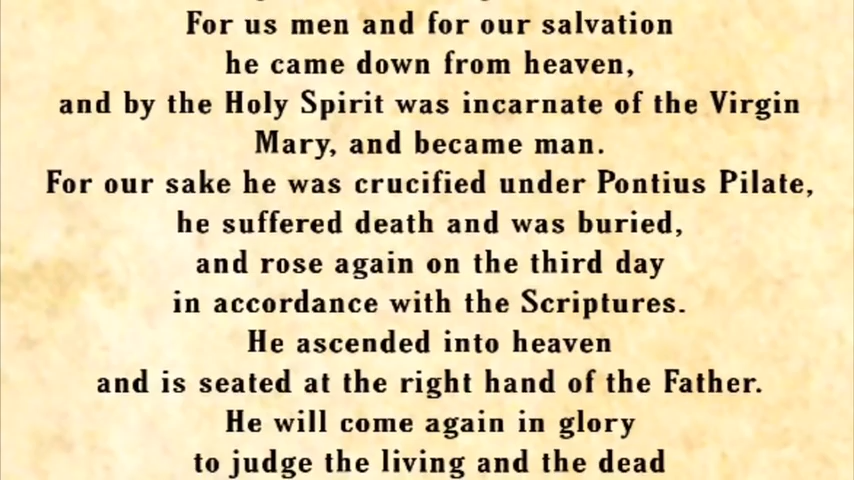 For us men and for our salvation
he came down from heaven,
and by the Holy Spirit was incarnate of the Virgin
Mary, and became man.
For our sake he was crucified under Pontius Pilate,
he suffered death and was buried,
and rose again on the third day
in accordance with the Scriptures.
He ascended into heaven
and is seated at the right hand of the Father.
He will come again in glory
to judge the living and the dead